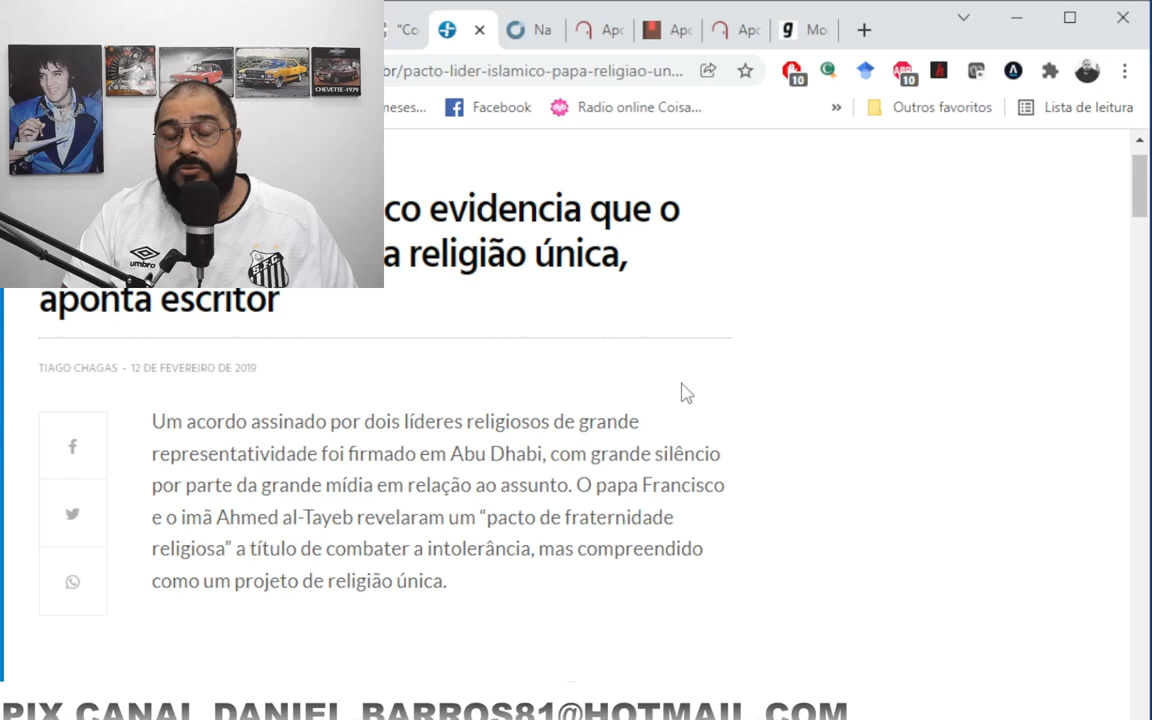 "Co
Na
Apc
Apc
Apc
Mo
or/pacto-lider-islamico-papa-religiao-un...
10
10
meses...
Facebook
Radio online Coisa...
»
Outros favoritos
Lista de leitura
CHEVETTE-1979
umbro
S.F.C.
co evidencia que o
a religião única,
aponta escritor
TIAGO CHAGAS - 12 DE FEVEREIRO DE 2019
Um acordo assinado por dois líderes religiosos de grande
representatividade foi firmado em Abu Dhabi, com grande silêncio
por parte da grande mídia em relação ao assunto. O papa Francisco
e o imã Ahmed al-Tayeb revelaram um “pacto de fraternidade
religiosa” a título de combater a intolerância, mas compreendido
como um projeto de religião única.
PIX CANAL DANIEL.BARROS81@HOTMAIL.COM